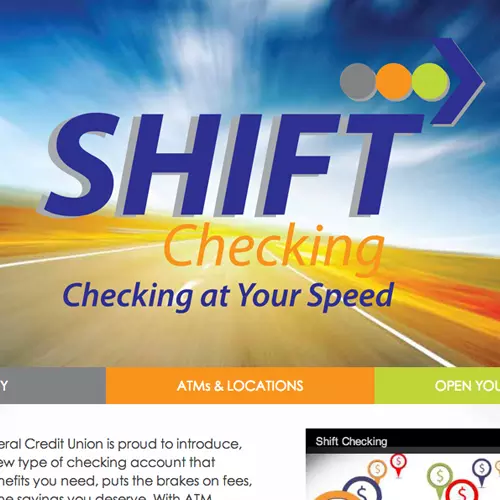 SHIFT
Checking
Checking at Your Speed
Y
ATMs & LOCATIONS
OPEN YOU
eral Credit Union is proud to introduce,
ew type of checking account that
nefits you need, puts the brakes on fees,
he savings you deserve. With ATM
Shift Checking